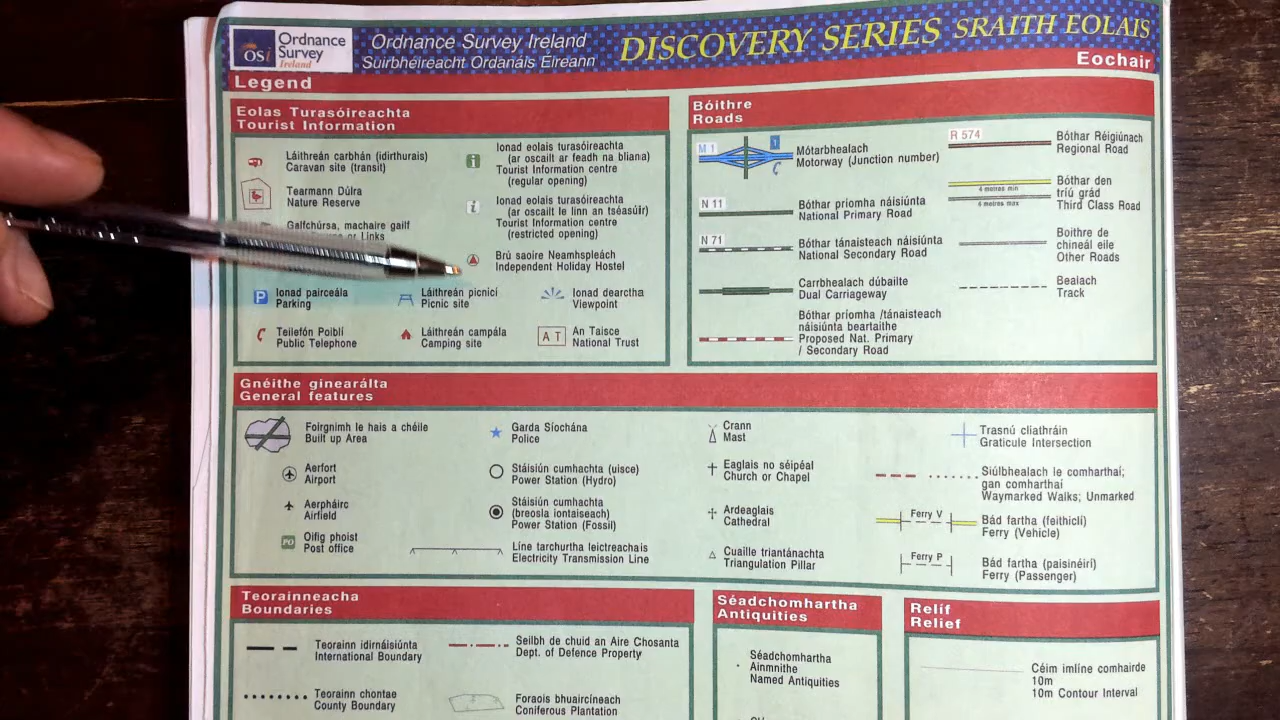 Ordnance
Survey
Ireland
osi
Ordnance Survey Ireland
Suirbhéireacht Ordanáis Éireann
DISCOVERY SERIES SRAITH EOLAIS
Legend
Eochair
Eolas Turasóireachta
Tourist Information
Láithreán carbhán (idirthurais)
Caravan site (transit)
Tearmann Dúlra
Nature Reserve
Galfchúrsa, machaire gailf
or Links
Ionad eolais turasóireachta
(ar oscailt ar feadh na bliana)
Tourist Information centre
(regular opening)
Ionad eolais turasóireachta
(ar oscailt le linn an tséasúir)
Tourist Information centre
(restricted opening)
Brú saoire Neamhspleách
Independent Holiday Hostel
P
Ionad pairceála
Parking
Láithreán picnicí
Picnic site
Ionad dearctha
Viewpoint
Teilefón Poiblí
Public Telephone
Láithreán campála
Camping site
A T
An Taisce
National Trust
Bóithre
Roads
M 1
1
Mótarbhealach
Motorway (Junction number)
N 11
Bóthar príomha náisiúnta
National Primary Road
N 71
Bóthar tánaisteach náisiúnta
National Secondary Road
Carrbhealach dúbailte
Dual Carriageway
Bóthar príomha /tánaisteach
náisiúnta beartaithe
Proposed Nat. Primary
/ Secondary Road
R 574
Bóthar Réigiúnach
Regional Road
4 metres min
4 metres max
Bóthar den
tríú grád
Third Class Road
Boithre de
chineál eile
Other Roads
Bealach
Track
Gnéithe ginearálta
General features
Foirgnimh le hais a chéile
Built up Area
Aerfort
Airport
Aerpháirc
Airfield
PO
Oifig phoist
Post office
Garda Síochána
Police
Stáisiún cumhachta (uisce)
Power Station (Hydro)
Stáisiún cumhachta
(breosla iontaiseach)
Power Station (Fossil)
Líne tarchurtha leictreachais
Electricity Transmission Line
Crann
Mast
Eaglais no séipéal
Church or Chapel
Ardeaglais
Cathedral
Cuaille triantánachta
Triangulation Pillar
Trasnú cliathráin
Graticule Intersection
Siúlbhealach le comharthaí;
gan comharthaí
Waymarked Walks; Unmarked
Ferry V
Bád fartha (feithiclí)
Ferry (Vehicle)
Ferry P
Bád fartha (paisinéirí)
Ferry (Passenger)
Teorainneacha
Boundaries
Teorainn idirnáisiúnta
International Boundary
Teorainn chontae
County Boundary
Seilbh de chuid an Aire Chosanta
Dept. of Defence Property
Foraois bhuaircíneach
Coniferous Plantation
Séadchomhartha
Antiquities
Séadchomhartha
Ainmnithe
Named Antiquities
Relíf
Relief
Céim imlíne comhairde
10m
10m Contour Interval